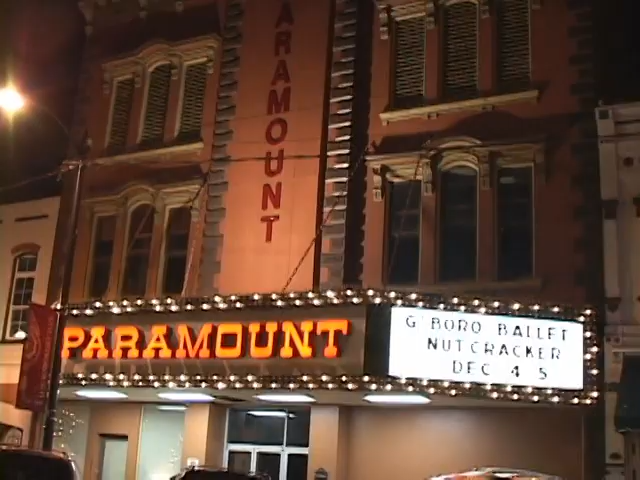 PARAMOUNT
PARAMOUNT
G'BORO BALLET
NUTCRACKER
DEC 4 5